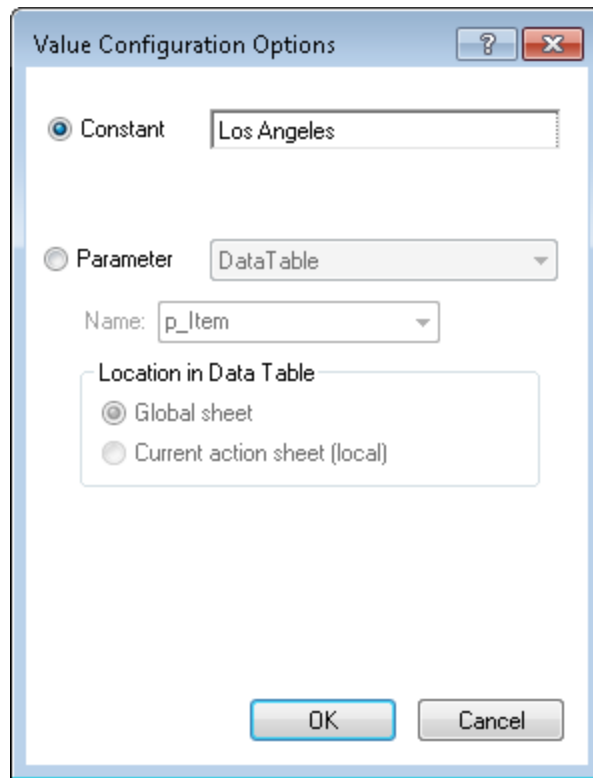 Value Configuration Options
Constant Los Angeles
Parameter DataTable
Name: p_Item
Location in Data Table
Global sheet
Current action sheet (local)
OK Cancel